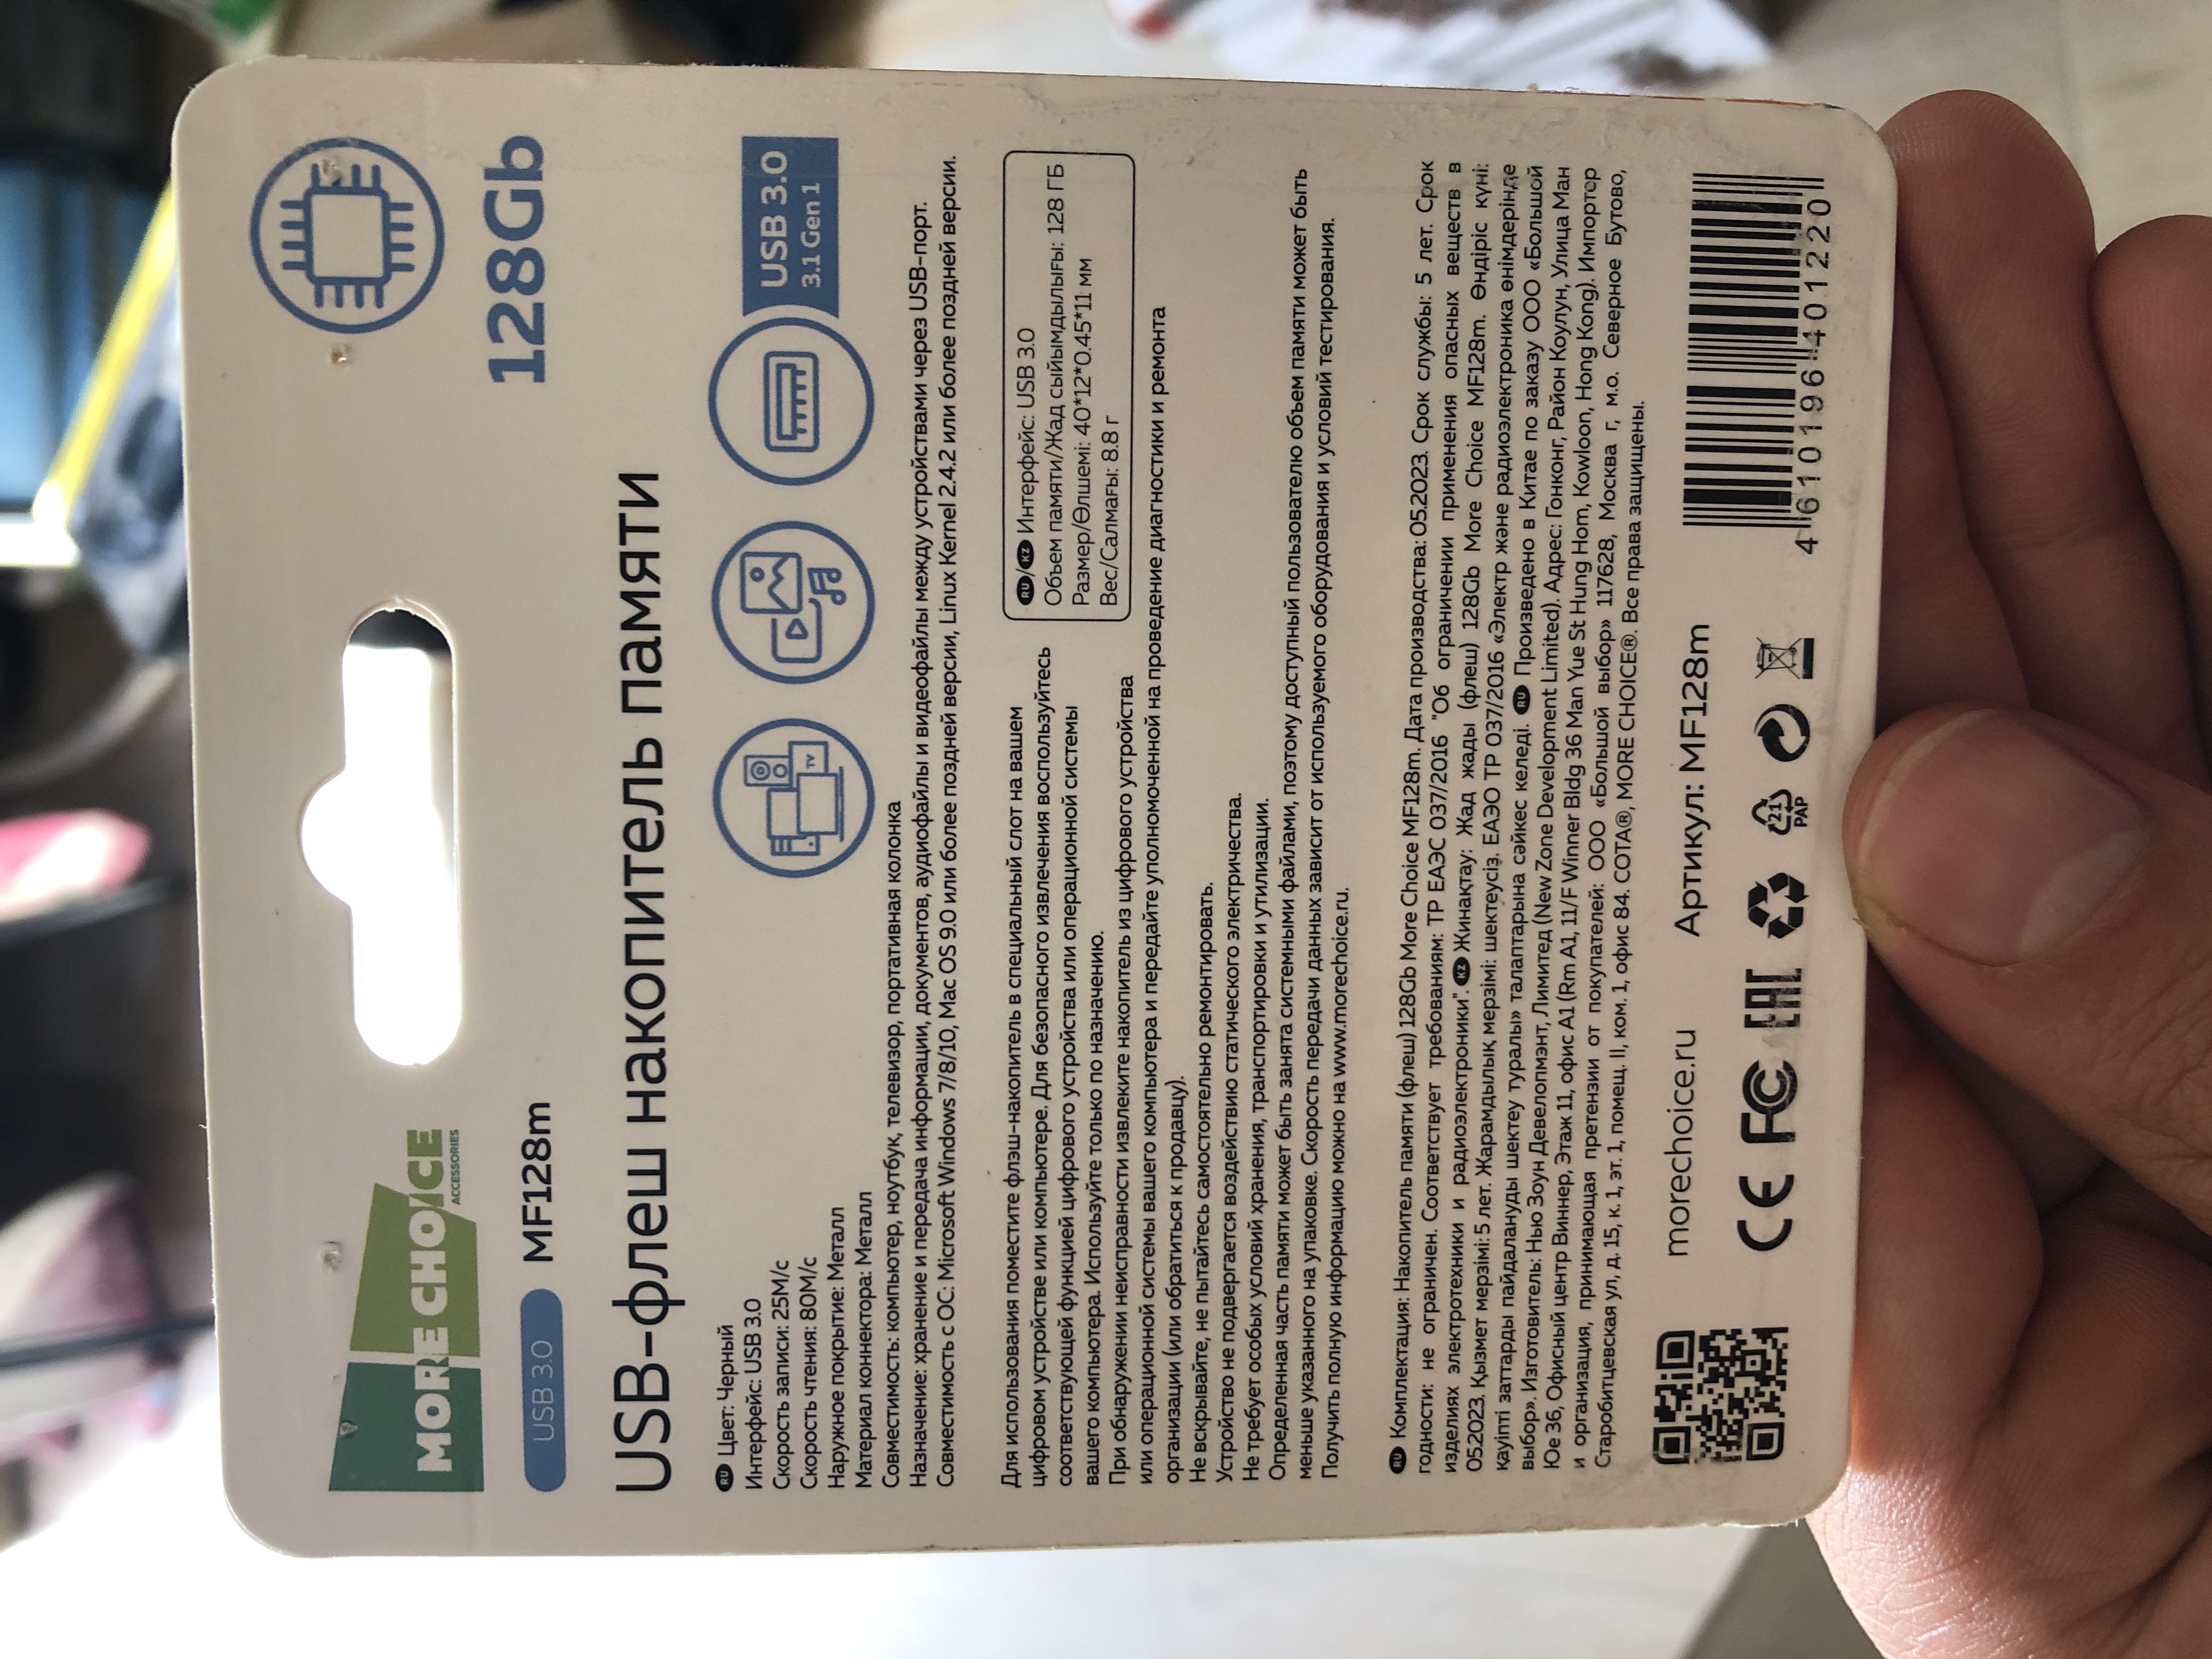 MORE CHOICE
ACCESSORIES
128Gb
USB 3.0 MF128m
USB-флеш накопитель памяти
TV
USB 3.0
3.1 Gen 1
RU Цвет: Черный
Интерфейс: USB 3.0
Скорость записи: 25М/с
Скорость чтения: 80М/с
Наружное покрытие: Металл
Материал коннектора: Металл
Совместимость: компьютер, ноутбук, телевизор, портативная колонка
Назначение: хранение и передача информации, документов, аудиофайлы и видеофайлы между устройствами через USB-порт.
Совместимость с ОС: Microsoft Windows 7/8/10, Mac OS 9.0 или более поздней версии, Linux Kernel 2.4.2 или более поздней версии.
Для использования поместите флэш-накопитель в специальный слот на вашем
цифровом устройстве или компьютере. Для безопасного извлечения воспользуйтесь
соответствующей функцией цифрового устройства или операционной системы
вашего компьютера. Используйте только по назначению.
При обнаружении неисправности извлеките накопитель из цифрового устройства
или операционной системы вашего компьютера и передайте уполномоченной на проведение диагностики и ремонта
организации (или обратиться к продавцу).
Не вскрывайте, не пытайтесь самостоятельно ремонтировать.
Устройство не подвергается воздействию статического электричества.
Не требует особых условий хранения, транспортировки и утилизации.
Определенная часть памяти может быть занята системными файлами, поэтому доступный пользователю объем памяти может быть
меньше указанного на упаковке. Скорость передачи данных зависит от используемого оборудования и условий тестирования.
Получить полную информацию можно на www.morechoice.ru.
RU/KZ Интерфейс: USB 3.0
Объем памяти/Жад сыйымдылығы: 128 ГБ
Размер/Өлшемі: 40*12*0.45*11 мм
Вес/Салмағы: 8.8 г
RU Комплектация: Накопитель памяти (флеш) 128Gb More Choice MF128m. Дата производства: 05.2023. Срок службы: 5 лет. Срок
годности: не ограничен. Соответствует требованиям: ТР ЕАЭС 037/2016 "Об ограничении применения опасных веществ в
изделиях электротехники и радиоэлектроники". KZ Жинақтау: Жад жады (флеш) 128Gb More Choice MF128m. Өндіріс күні:
05.2023. Қызмет мерзімі: 5 лет. Жарамдылық мерзімі: шектеусіз. ЕАЭО ТР 037/2016 «Электр және радиоэлектроника өнімдерінде
қауіпті заттарды пайдалануды шектеу туралы» талаптарына сәйкес келеді. RU Произведено в Китае по заказу ООО «Большой
выбор». Изготовитель: Нью Зоун Девелопмэнт, Лимитед (New Zone Development Limited). Адрес: Гонконг, Район Коулун, Улица Ман
Юе 36, Офисный центр Виннер, Этаж 11, офис А1 (Rm A1, 11/F Winner Bldg 36 Man Yue St Hung Hom, Kowloon, Hong Kong). Импортер
и организация, принимающая претензии от покупателей: ООО «Большой выбор» 117628, Москва г, м.о. Северное Бутово,
Старобитцевская ул, д. 15, к. 1, эт. 1, помещ. II, ком. 1, офис 84. COTA®, MORE CHOICE®. Все права защищены.
morechoice.ru
Артикул: MF128m
CE FC EAC
21
PAP
4 610196 401220